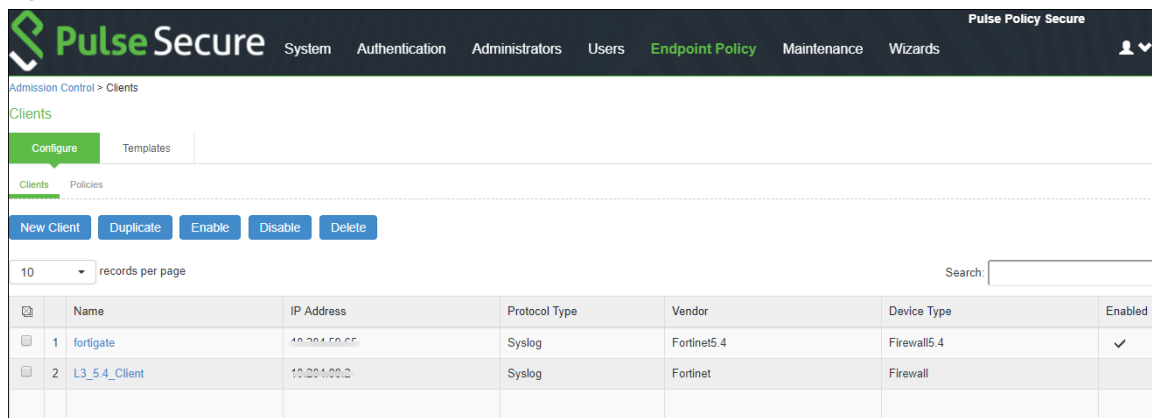 Pulse Policy Secure
Pulse Secure System Authentication Administrators Users Endpoint Policy Maintenance Wizards
Admission Control > Clients
Clients
Configure Templates
Clients Policies
New Client Duplicate Enable Disable Delete
10 records per page Search:
Name IP Address Protocol Type Vendor Device Type Enabled
1 fortigate Syslog Fortinet5.4 Firewall5.4
2 L3_5.4_Client Syslog Fortinet Firewall